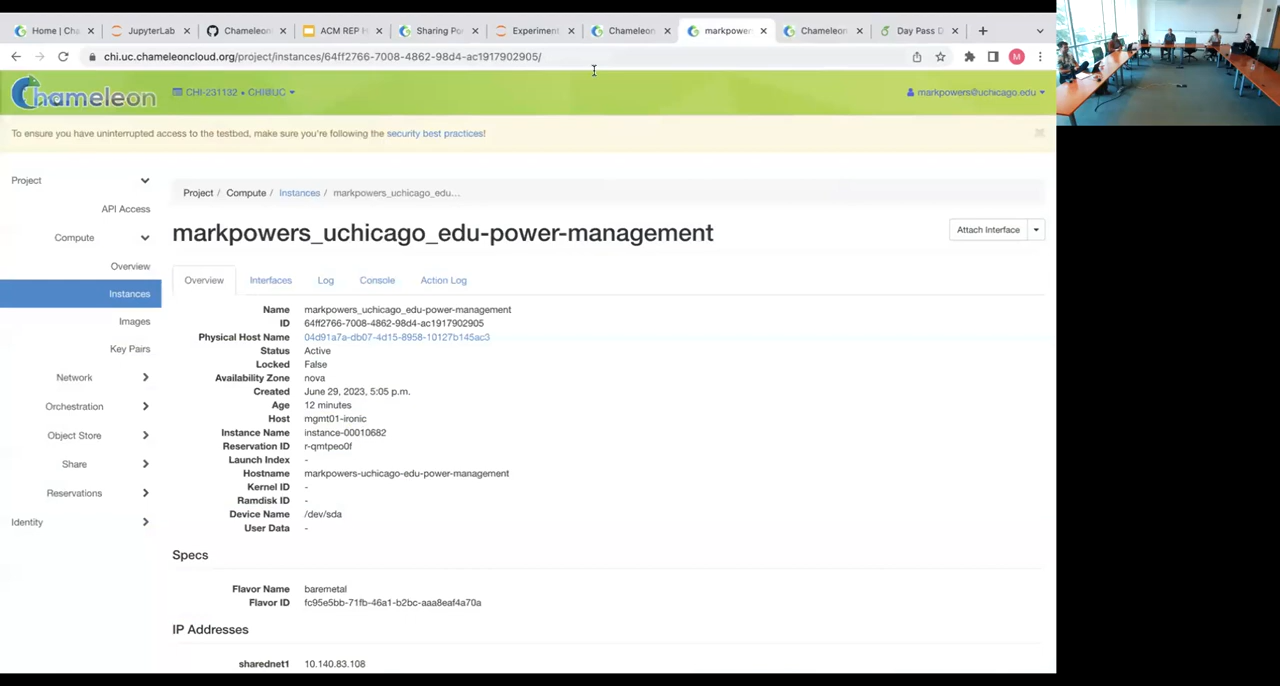 Home | Cha
JupyterLab
Chameleon
ACM REP H
Sharing Por
Experiment
Chameleon
markpower
Chameleon
Day Pass D
chi.uc.chameleoncloud.org/project/instances/64ff2766-7008-4862-98d4-ac1917902905/
M
Chameleon
CHI-231132 • CHI@UC
markpowers@uchicago.edu
To ensure you have uninterrupted access to the testbed, make sure you're following the security best practices!
Project
API Access
Compute
Overview
Instances
Images
Key Pairs
Network
Orchestration
Object Store
Share
Reservations
Identity
Project / Compute / Instances / markpowers_uchicago_edu...
markpowers_uchicago_edu-power-management
Attach Interface
Overview
Interfaces
Log
Console
Action Log
Name markpowers_uchicago_edu-power-management
ID 64ff2766-7008-4862-98d4-ac1917902905
Physical Host Name 04d91a7a-db07-4d15-8958-10127b145ac3
Status Active
Locked False
Availability Zone nova
Created June 29, 2023, 5:05 p.m.
Age 12 minutes
Host mgmt01-ironic
Instance Name instance-00010682
Reservation ID r-qmtpeo0f
Launch Index -
Hostname markpowers-uchicago-edu-power-management
Kernel ID -
Ramdisk ID -
Device Name /dev/sda
User Data -
Specs
Flavor Name baremetal
Flavor ID fc95e5bb-71fb-46a1-b2bc-aaa8eaf4a70a
IP Addresses
sharednet1 10.140.83.108